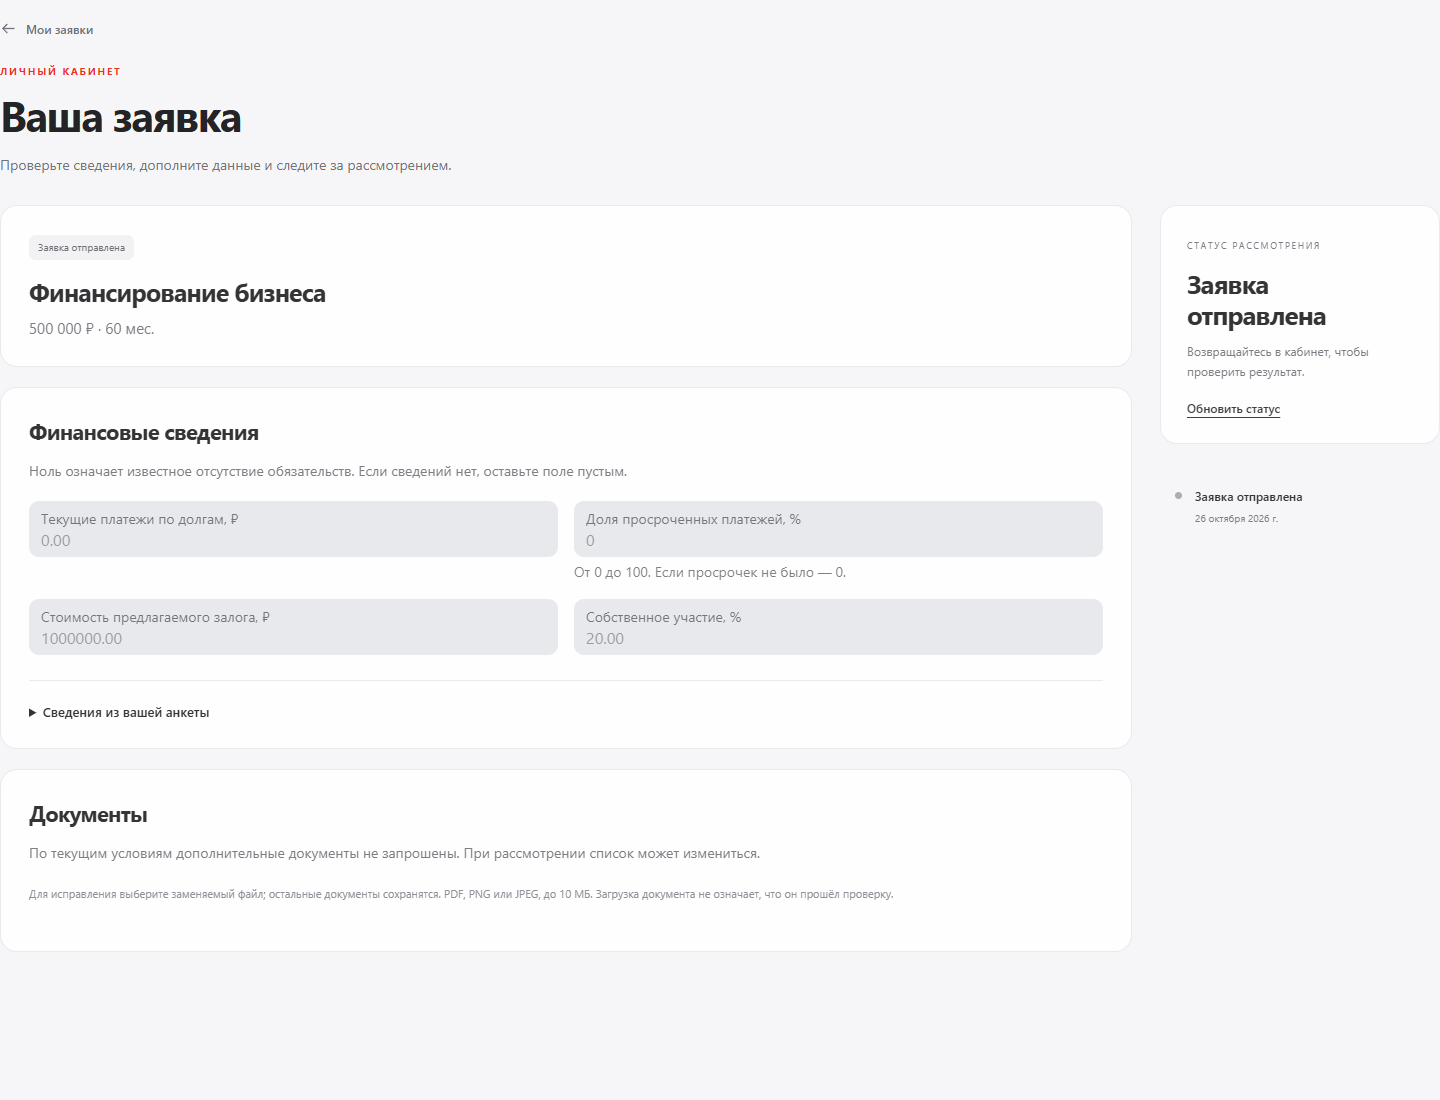 Мои заявки
ЛИЧНЫЙ КАБИНЕТ
Ваша заявка
Проверьте сведения, дополните данные и следите за рассмотрением.
Заявка отправлена
Финансирование бизнеса
500 000 ₽ · 60 мес.
Финансовые сведения
Ноль означает известное отсутствие обязательств. Если сведений нет, оставьте поле пустым.
Текущие платежи по долгам, ₽
0.00
Доля просроченных платежей, %
0
От 0 до 100. Если просрочек не было — 0.
Стоимость предлагаемого залога, ₽
1000000.00
Собственное участие, %
20.00
Сведения из вашей анкеты
Документы
По текущим условиям дополнительные документы не запрошены. При рассмотрении список может измениться.
Для исправления выберите заменяемый файл; остальные документы сохранятся. PDF, PNG или JPEG, до 10 МБ. Загрузка документа не означает, что он прошёл проверку.
СТАТУС РАССМОТРЕНИЯ
Заявка
отправлена
Возвращайтесь в кабинет, чтобы
проверить результат.
Обновить статус
Заявка отправлена
26 октября 2026 г.